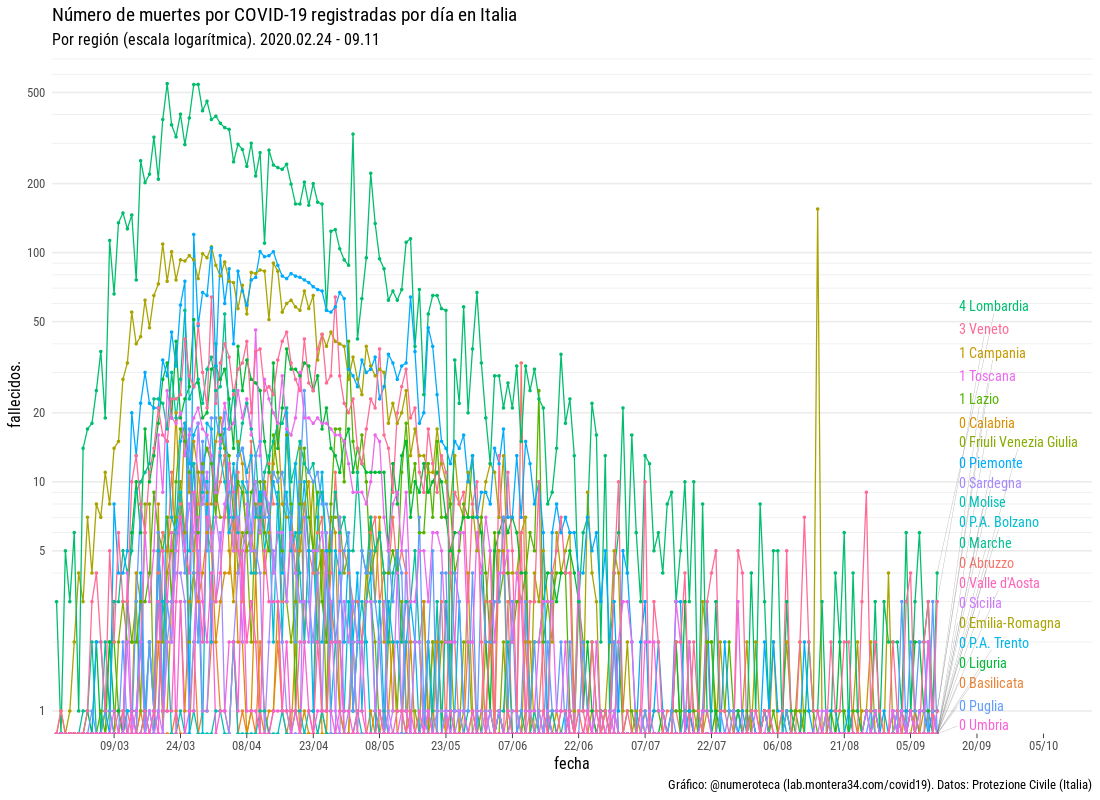 Número de muertes por COVID-19 registradas por día en Italia
Por región (escala logarítmica). 2020.02.24 - 09.11
500
200
100
50
20
10
5
1
fallecidos.
4 Lombardia
3 Veneto
1 Campania
1 Toscana
1 Lazio
0 Calabria
0 Friuli Venezia Giulia
0 Piemonte
0 Sardegna
0 Molise
0 P.A. Bolzano
0 Marche
0 Abruzzo
0 Valle d'Aosta
0 Sicilia
0 Emilia-Romagna
0 P.A. Trento
0 Liguria
0 Basilicata
0 Puglia
0 Umbria
09/03 24/03 08/04 23/04 08/05 23/05 07/06 22/06 07/07 22/07 06/08 21/08 05/09 20/09 05/10
fecha
Gráfico: @numeroteca (lab.montera34.com/covid19). Datos: Protezione Civile (Italia)